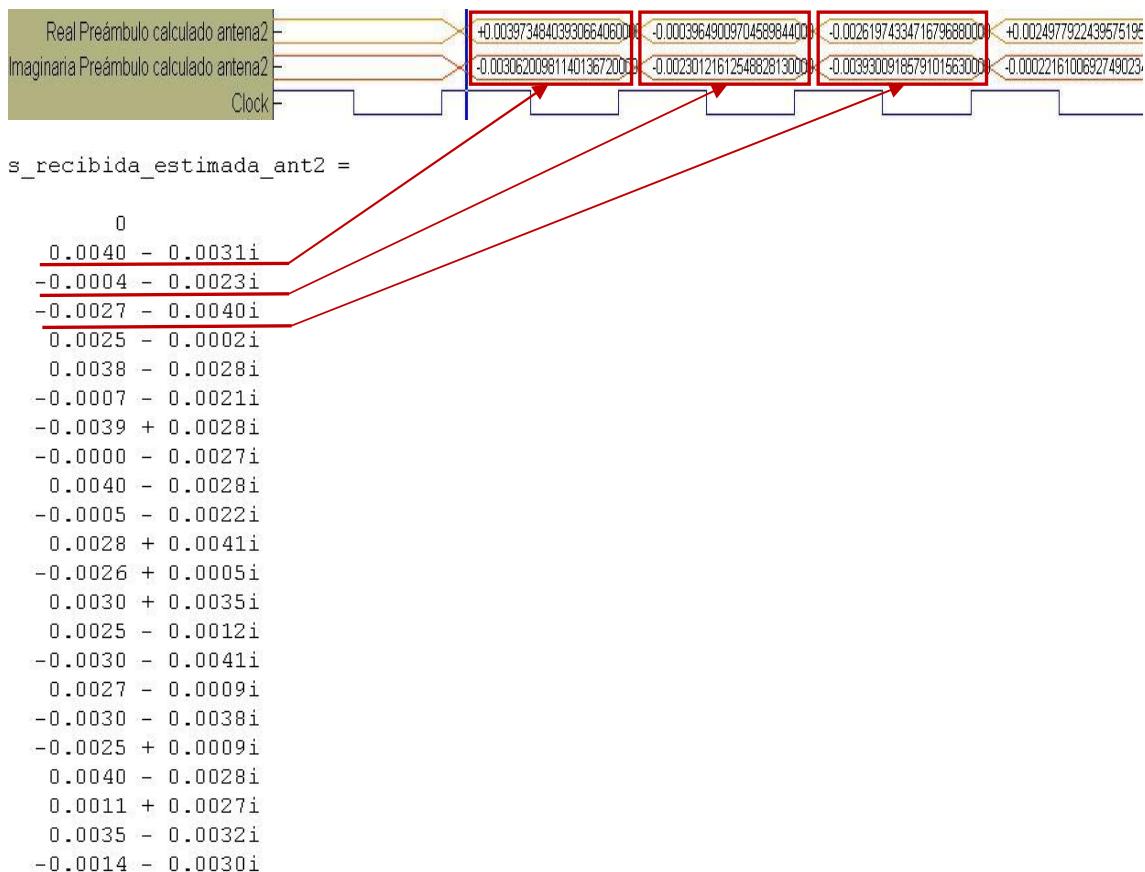 Real Preámbulo calculado antena2 +0.00397348403930664060000 -0.00039649009704589844000 -0.00261974334716796880000 +0.0024977922439575195
Imaginaria Preámbulo calculado antena2 -0.00306200981140136720000 -0.00230121612548828130000 -0.00393009185791015630000 -0.00022161006927490234
Clock
s_recibida_estimada_ant2 =
0
0.0040 - 0.0031i
-0.0004 - 0.0023i
-0.0027 - 0.0040i
0.0025 - 0.0002i
0.0038 - 0.0028i
-0.0007 - 0.0021i
-0.0039 + 0.0028i
-0.0000 - 0.0027i
0.0040 - 0.0028i
-0.0005 - 0.0022i
0.0028 + 0.0041i
-0.0026 + 0.0005i
0.0030 + 0.0035i
0.0025 - 0.0012i
-0.0030 - 0.0041i
0.0027 - 0.0009i
-0.0030 - 0.0038i
-0.0025 + 0.0009i
0.0040 - 0.0028i
0.0011 + 0.0027i
0.0035 - 0.0032i
-0.0014 - 0.0030i